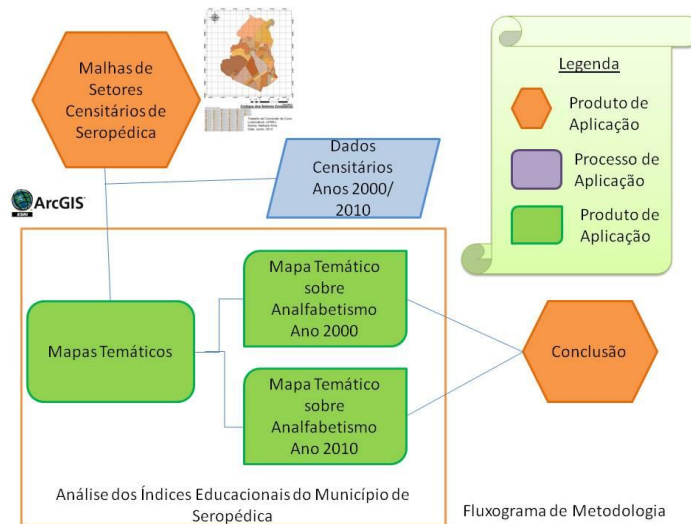 Malhas de
Setores
Censitários de
Seropédica
Dados
Censitários
Anos 2000/
2010
ArcGIS
Legenda
Produto de
Aplicação
Processo de
Aplicação
Produto de
Aplicação
Mapas Temáticos
Mapa Temático
sobre
Analfabetismo
Ano 2000
Mapa Temático
sobre
Analfabetismo
Ano 2010
Conclusão
Análise dos Índices Educacionais do Município de
Seropédica
Fluxograma de Metodologia